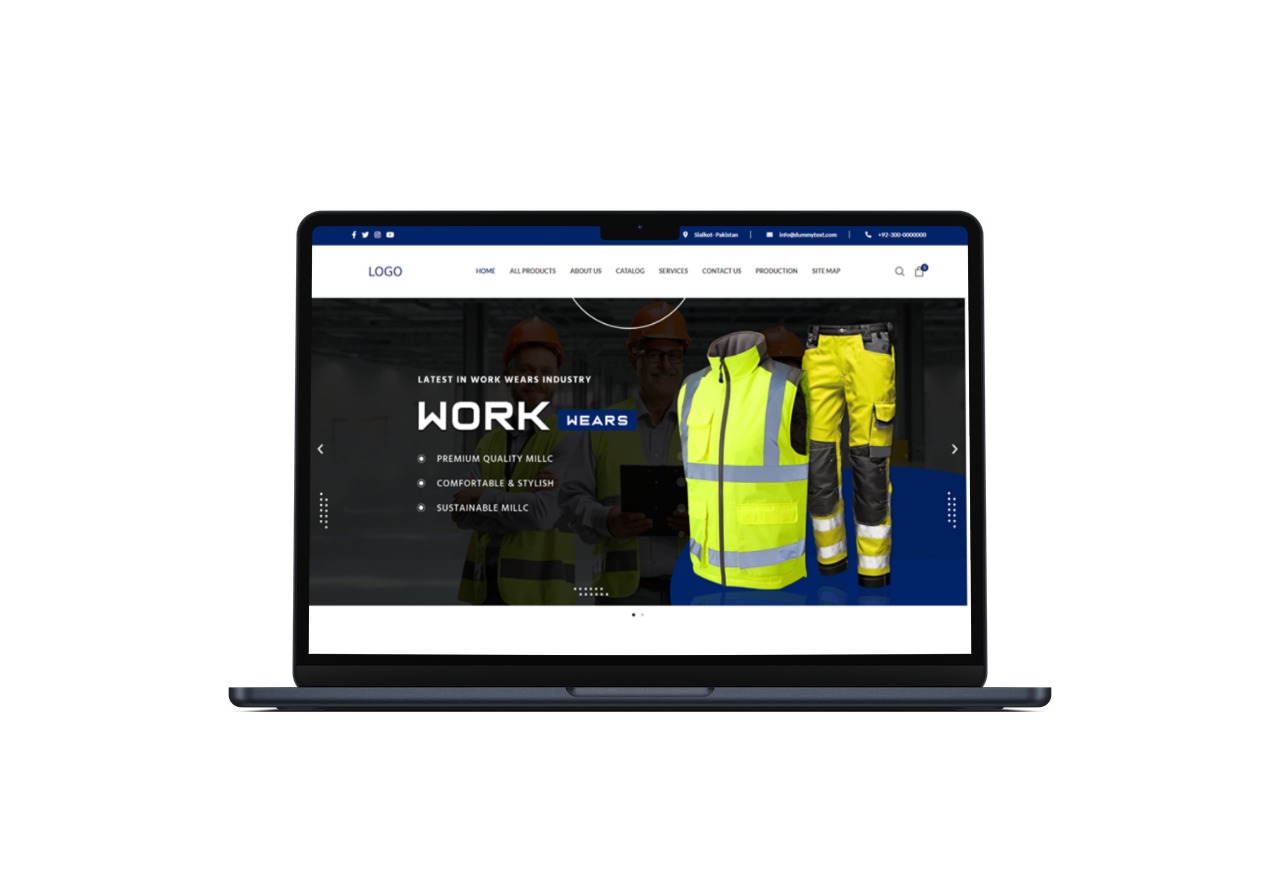 Sialkot- Pakistan | info@dummytext.com | +92-300-0000000
LOGO
HOME ALL PRODUCTS ABOUT US CATALOG SERVICES CONTACT US PRODUCTION SITE MAP
LATEST IN WORK WEARS INDUSTRY
WORK WEARS
PREMIUM QUALITY MILLC
COMFORTABLE & STYLISH
SUSTAINABLE MILLC